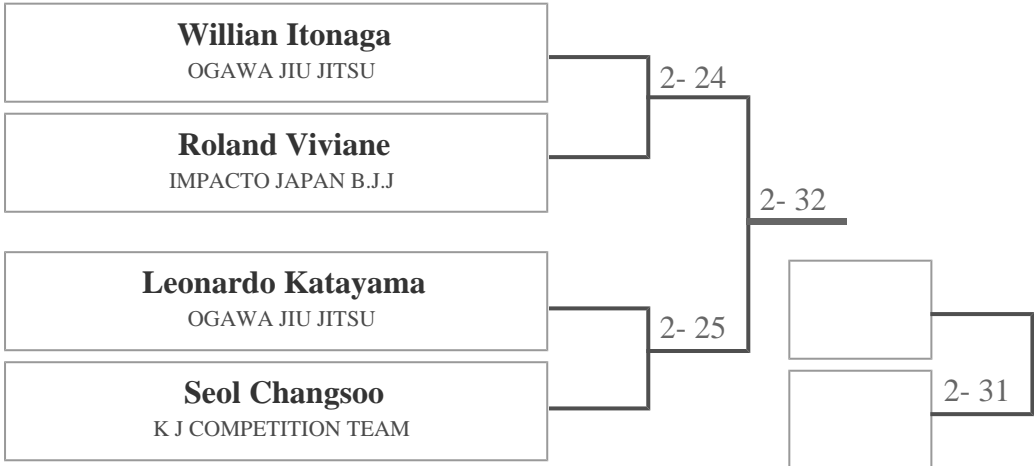 Willian Itonaga
OGAWA JIU JITSU
2- 24
Roland Viviane
IMPACTO JAPAN B.J.J
2- 32
Leonardo Katayama
OGAWA JIU JITSU
2- 25
Seol Changsoo
K J COMPETITION TEAM
2- 31